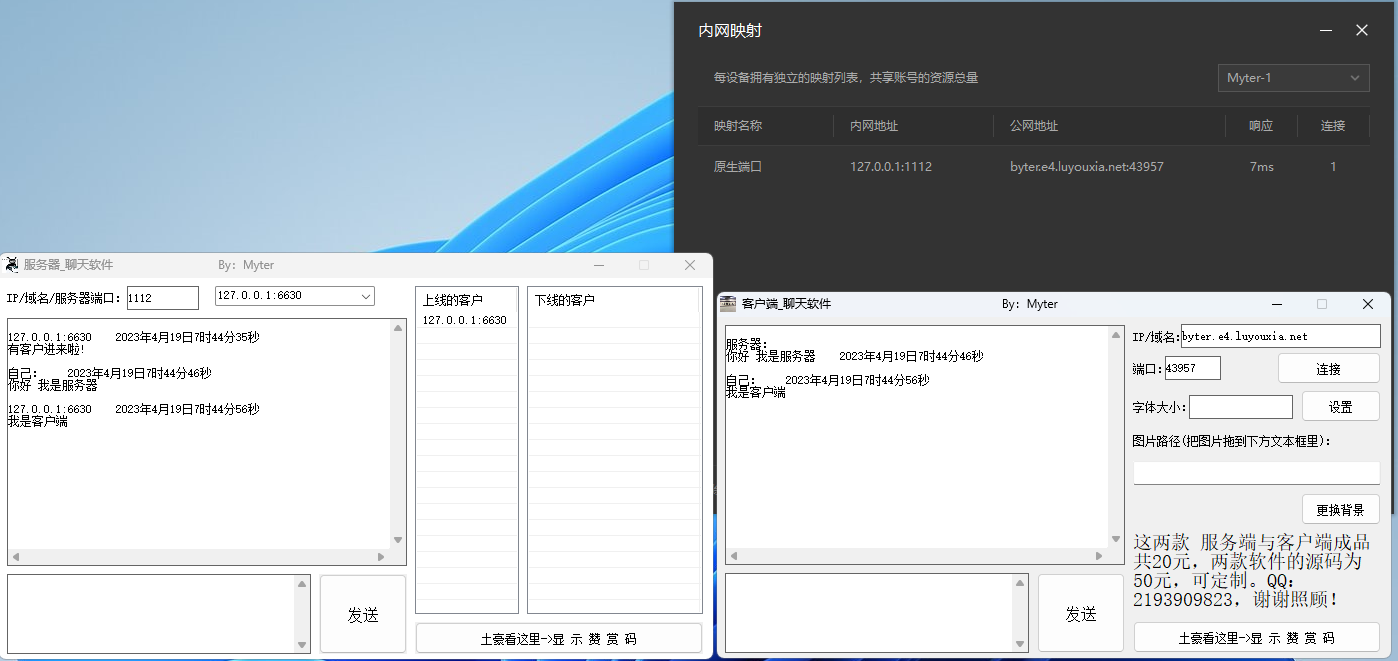 内网映射
每设备拥有独立的映射列表，共享账号的资源总量
Myter-1
映射名称 内网地址 公网地址 响应 连接
原生端口 127.0.0.1:1112 byter.e4.luyouxia.net:43957 7ms 1
服务器_聊天软件 By：Myter
IP/域名/服务器端口: 1112 127.0.0.1:6630
127.0.0.1:6630 2023年4月19日7时44分35秒
有客户进来啦!
自己: 2023年4月19日7时44分46秒
你好 我是服务器
127.0.0.1:6630 2023年4月19日7时44分56秒
我是客户端
上线的客户
127.0.0.1:6630
下线的客户
发送
土豪看这里->显 示 赞 赏 码
客户端_聊天软件 By：Myter
服务器:
你好 我是服务器 2023年4月19日7时44分46秒
自己: 2023年4月19日7时44分56秒
我是客户端
发送
IP/域名: byter.e4.luyouxia.net
端口: 43957 连接
字体大小: 设置
图片路径(把图片拖到下方文本框里):
更换背景
这两款 服务端与客户端成品
共20元，两款软件的源码为
50元，可定制。QQ：
2193909823，谢谢照顾！
土豪看这里->显 示 赞 赏 码